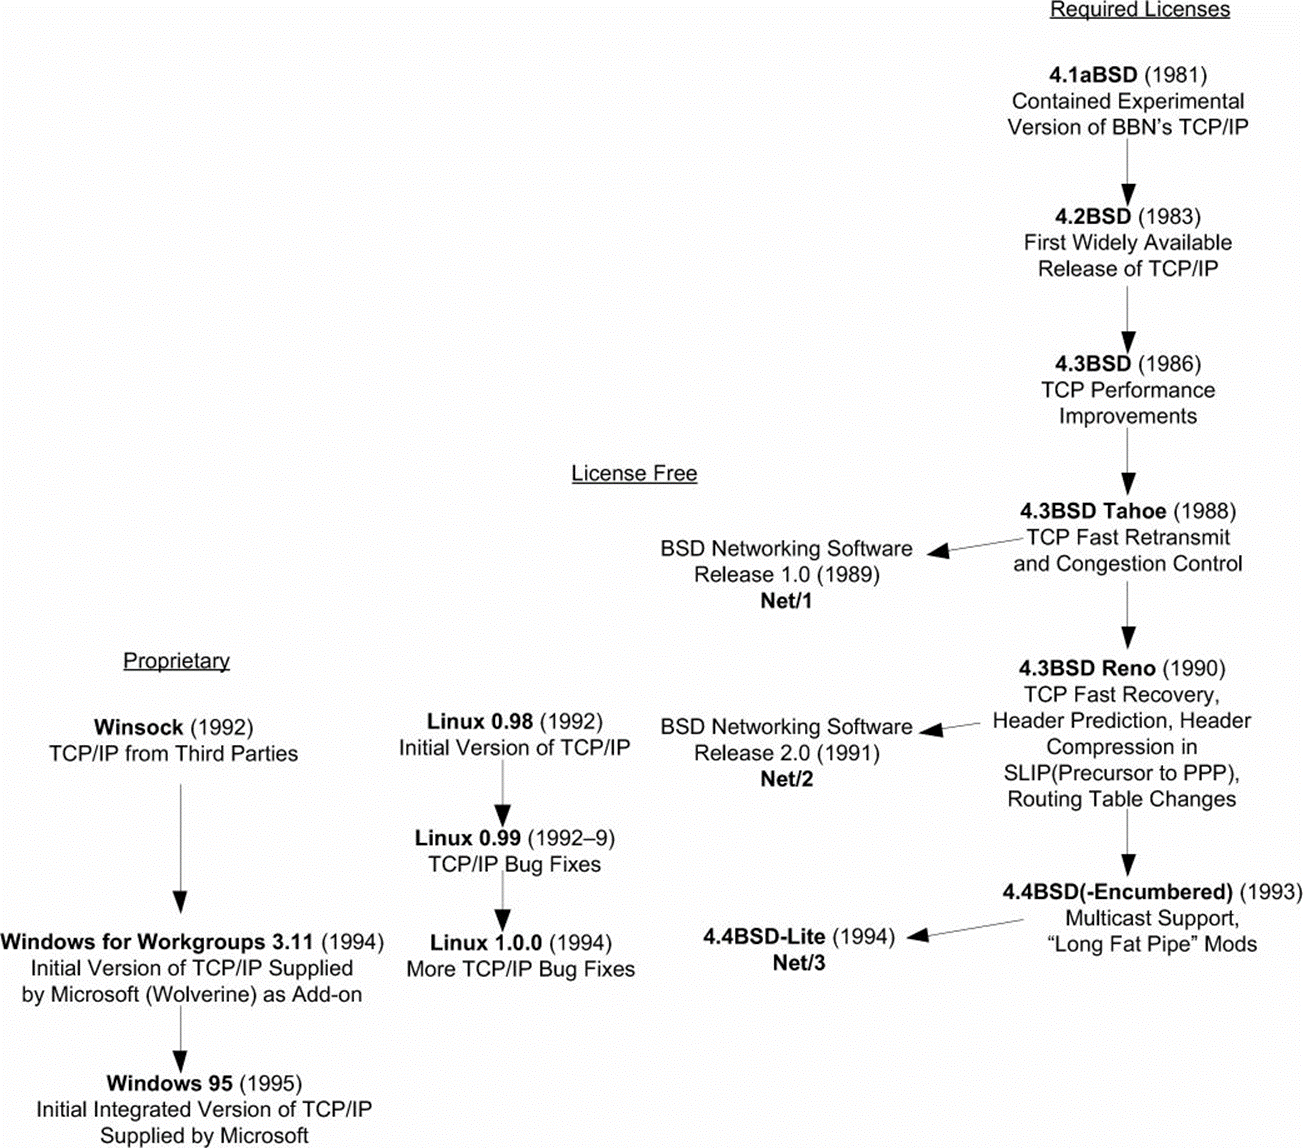 Required Licenses
4.1aBSD (1981)
Contained Experimental
Version of BBN's TCP/IP
4.2BSD (1983)
First Widely Available
Release of TCP/IP
4.3BSD (1986)
TCP Performance
Improvements
4.3BSD Tahoe (1988)
TCP Fast Retransmit
and Congestion Control
4.3BSD Reno (1990)
TCP Fast Recovery,
Header Prediction, Header
Compression in
SLIP(Precursor to PPP),
Routing Table Changes
4.4BSD(-Encumbered) (1993)
Multicast Support,
“Long Fat Pipe” Mods
License Free
BSD Networking Software
Release 1.0 (1989)
Net/1
BSD Networking Software
Release 2.0 (1991)
Net/2
4.4BSD-Lite (1994)
Net/3
Linux 0.98 (1992)
Initial Version of TCP/IP
Linux 0.99 (1992–9)
TCP/IP Bug Fixes
Linux 1.0.0 (1994)
More TCP/IP Bug Fixes
Proprietary
Winsock (1992)
TCP/IP from Third Parties
Windows for Workgroups 3.11 (1994)
Initial Version of TCP/IP Supplied
by Microsoft (Wolverine) as Add-on
Windows 95 (1995)
Initial Integrated Version of TCP/IP
Supplied by Microsoft